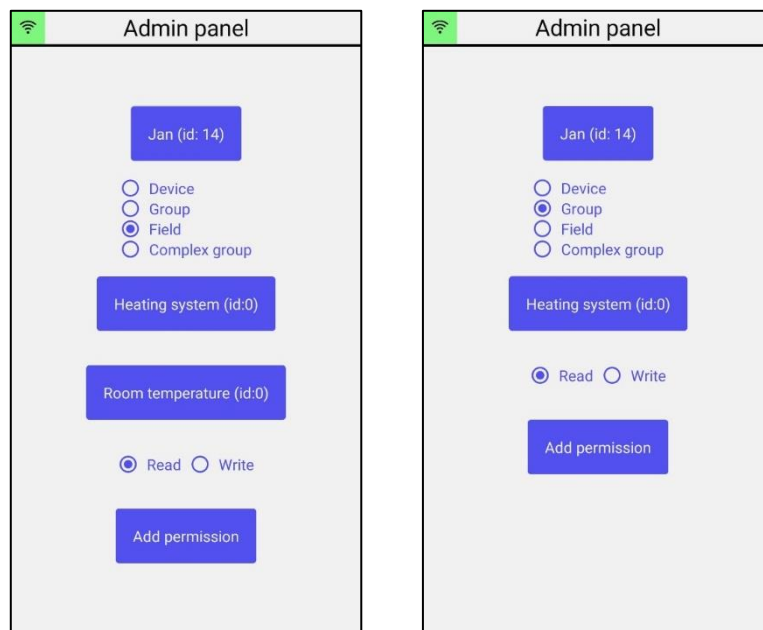 Admin panel
Jan (id: 14)
Device
Group
Field
Complex group
Heating system (id:0)
Room temperature (id:0)
Read Write
Add permission
Admin panel
Jan (id: 14)
Device
Group
Field
Complex group
Heating system (id:0)
Read Write
Add permission